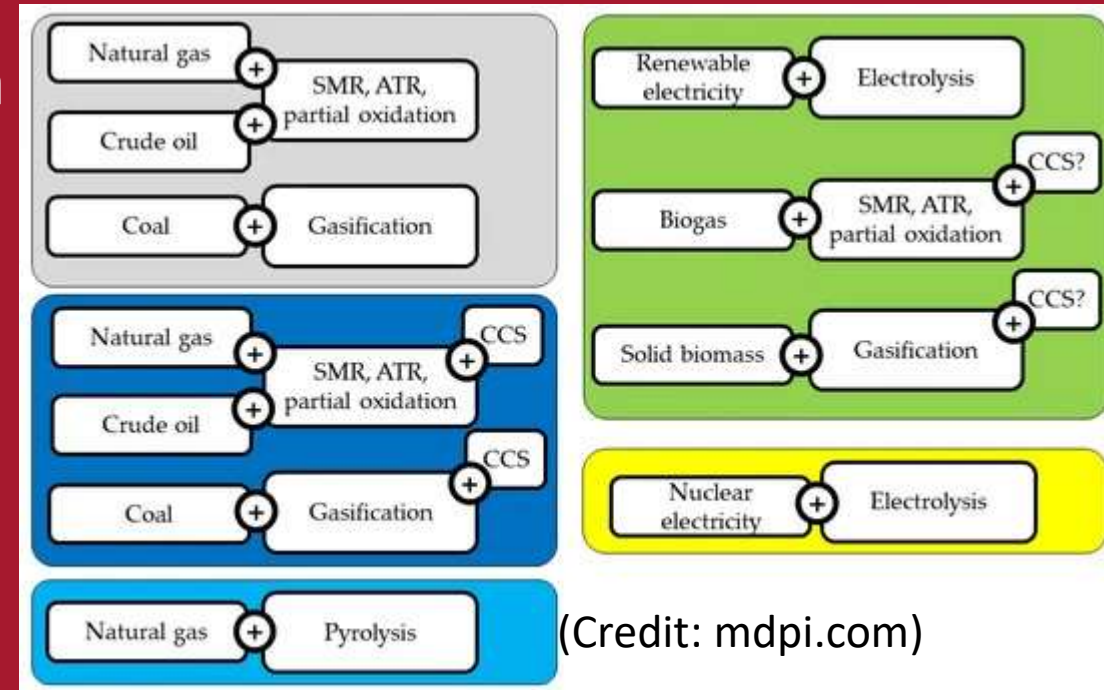 Natural gas
+
SMR, ATR,
partial oxidation
+
Crude oil
Coal
+
Gasification
Natural gas
+
SMR, ATR,
partial oxidation
+
CCS
+
Crude oil
Coal
+
Gasification
+
CCS
Natural gas
+
Pyrolysis
Renewable
electricity
+
Electrolysis
Biogas
+
SMR, ATR,
partial oxidation
+
CCS?
Solid biomass
+
Gasification
+
CCS?
Nuclear
electricity
+
Electrolysis
(Credit: mdpi.com)